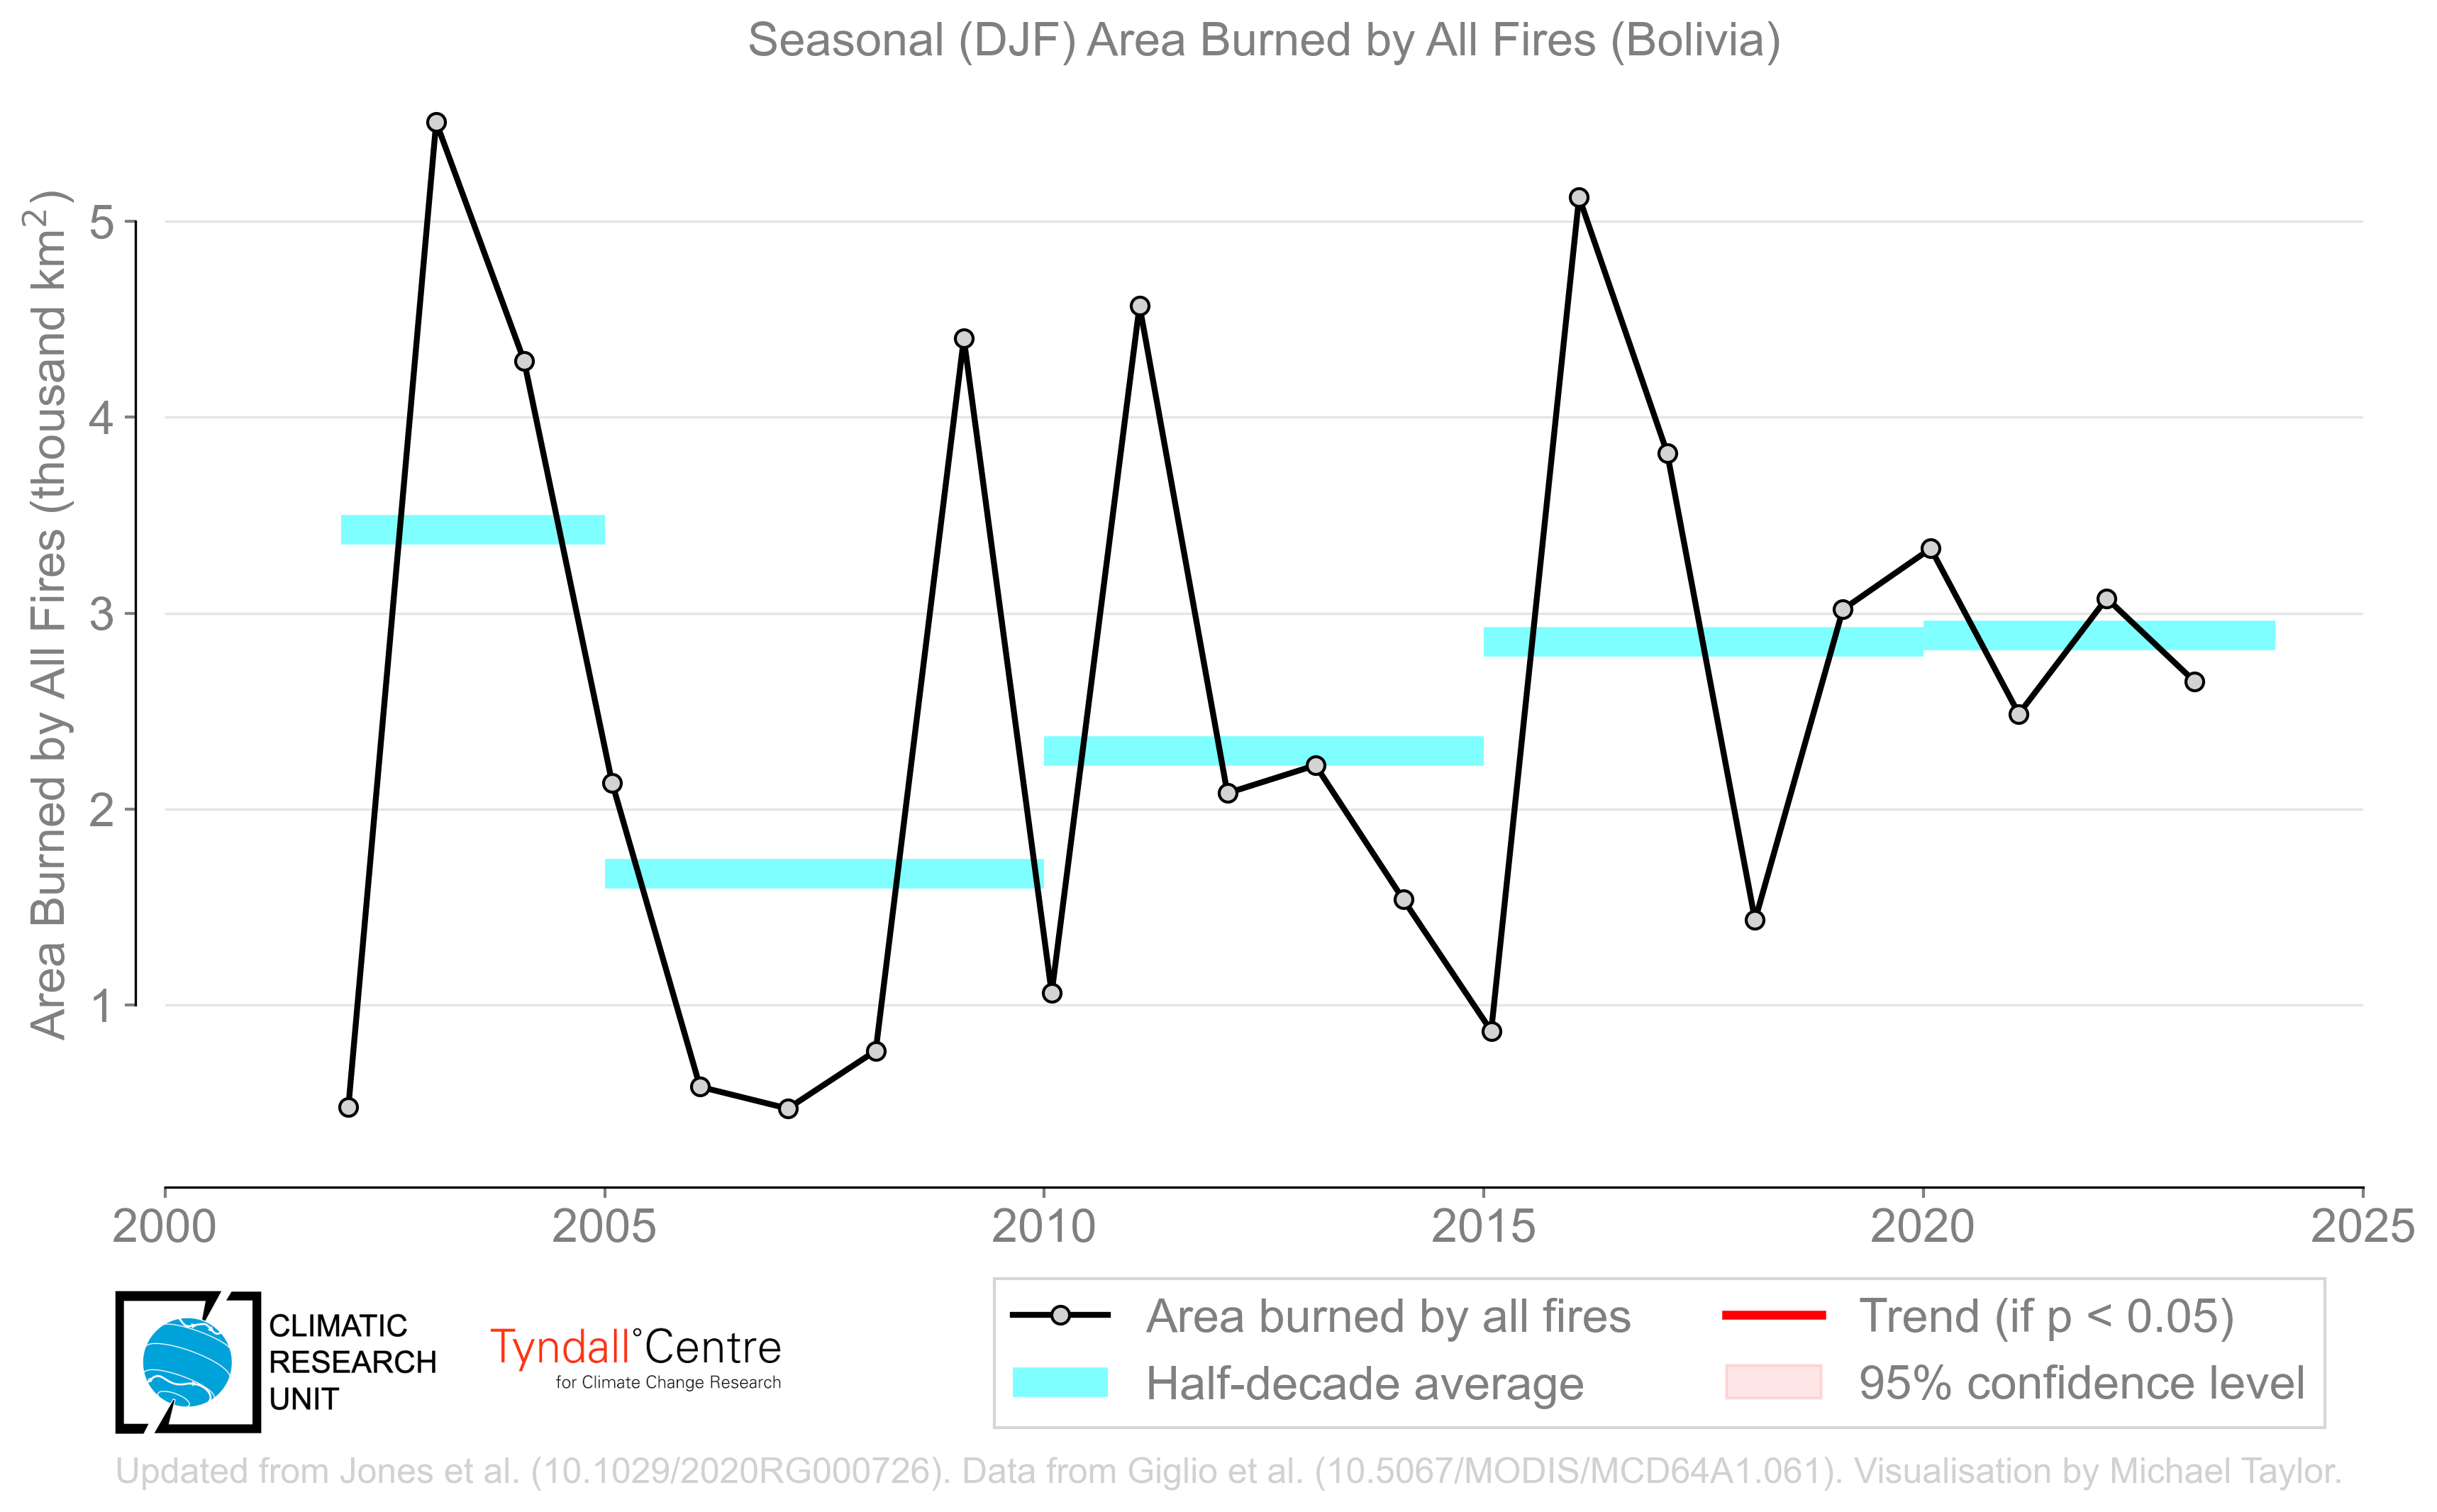 Seasonal (DJF) Area Burned by All Fires (Bolivia)
Area Burned by All Fires (thousand km²)
5
4
3
2
1
2000 2005 2010 2015 2020 2025
CLIMATIC
RESEARCH
UNIT
Tyndall°Centre
for Climate Change Research
Area burned by all fires
Half-decade average
Trend (if p < 0.05)
95% confidence level
Updated from Jones et al. (10.1029/2020RG000726). Data from Giglio et al. (10.5067/MODIS/MCD64A1.061). Visualisation by Michael Taylor.